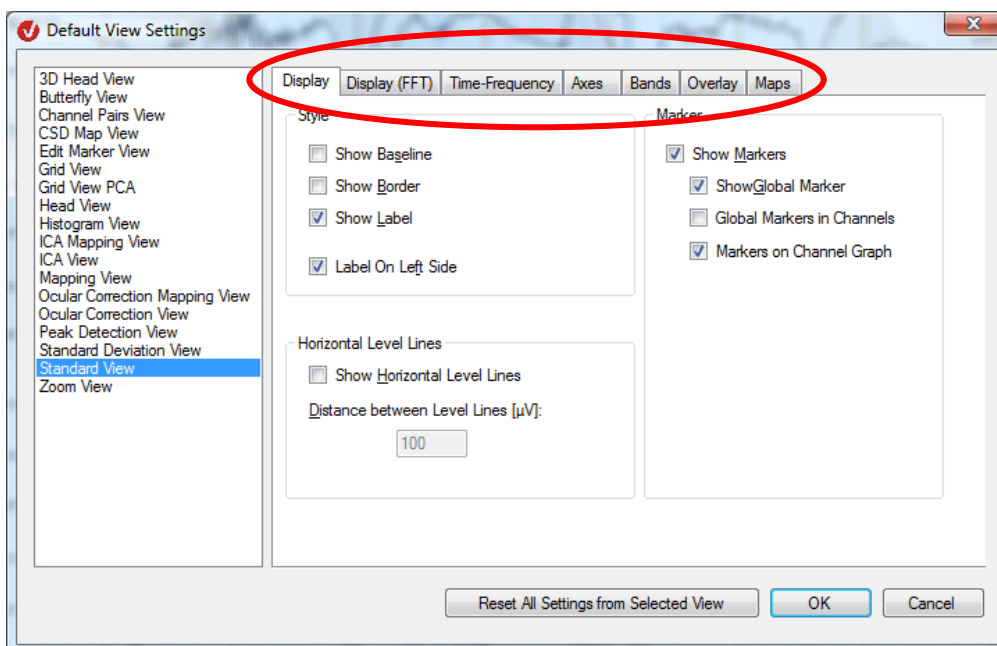 Default View Settings
3D Head View
Butterfly View
Channel Pairs View
CSD Map View
Edit Marker View
Grid View
Grid View PCA
Head View
Histogram View
ICA Mapping View
ICA View
Mapping View
Ocular Correction Mapping View
Ocular Correction View
Peak Detection View
Standard Deviation View
Standard View
Zoom View
Display Display (FFT) Time-Frequency Axes Bands Overlay Maps
Style
Show Baseline
Show Border
Show Label
Label On Left Side
Horizontal Level Lines
Show Horizontal Level Lines
Distance between Level Lines [µV]:
100
Marker
Show Markers
ShowGlobal Marker
Global Markers in Channels
Markers on Channel Graph
Reset All Settings from Selected View OK Cancel